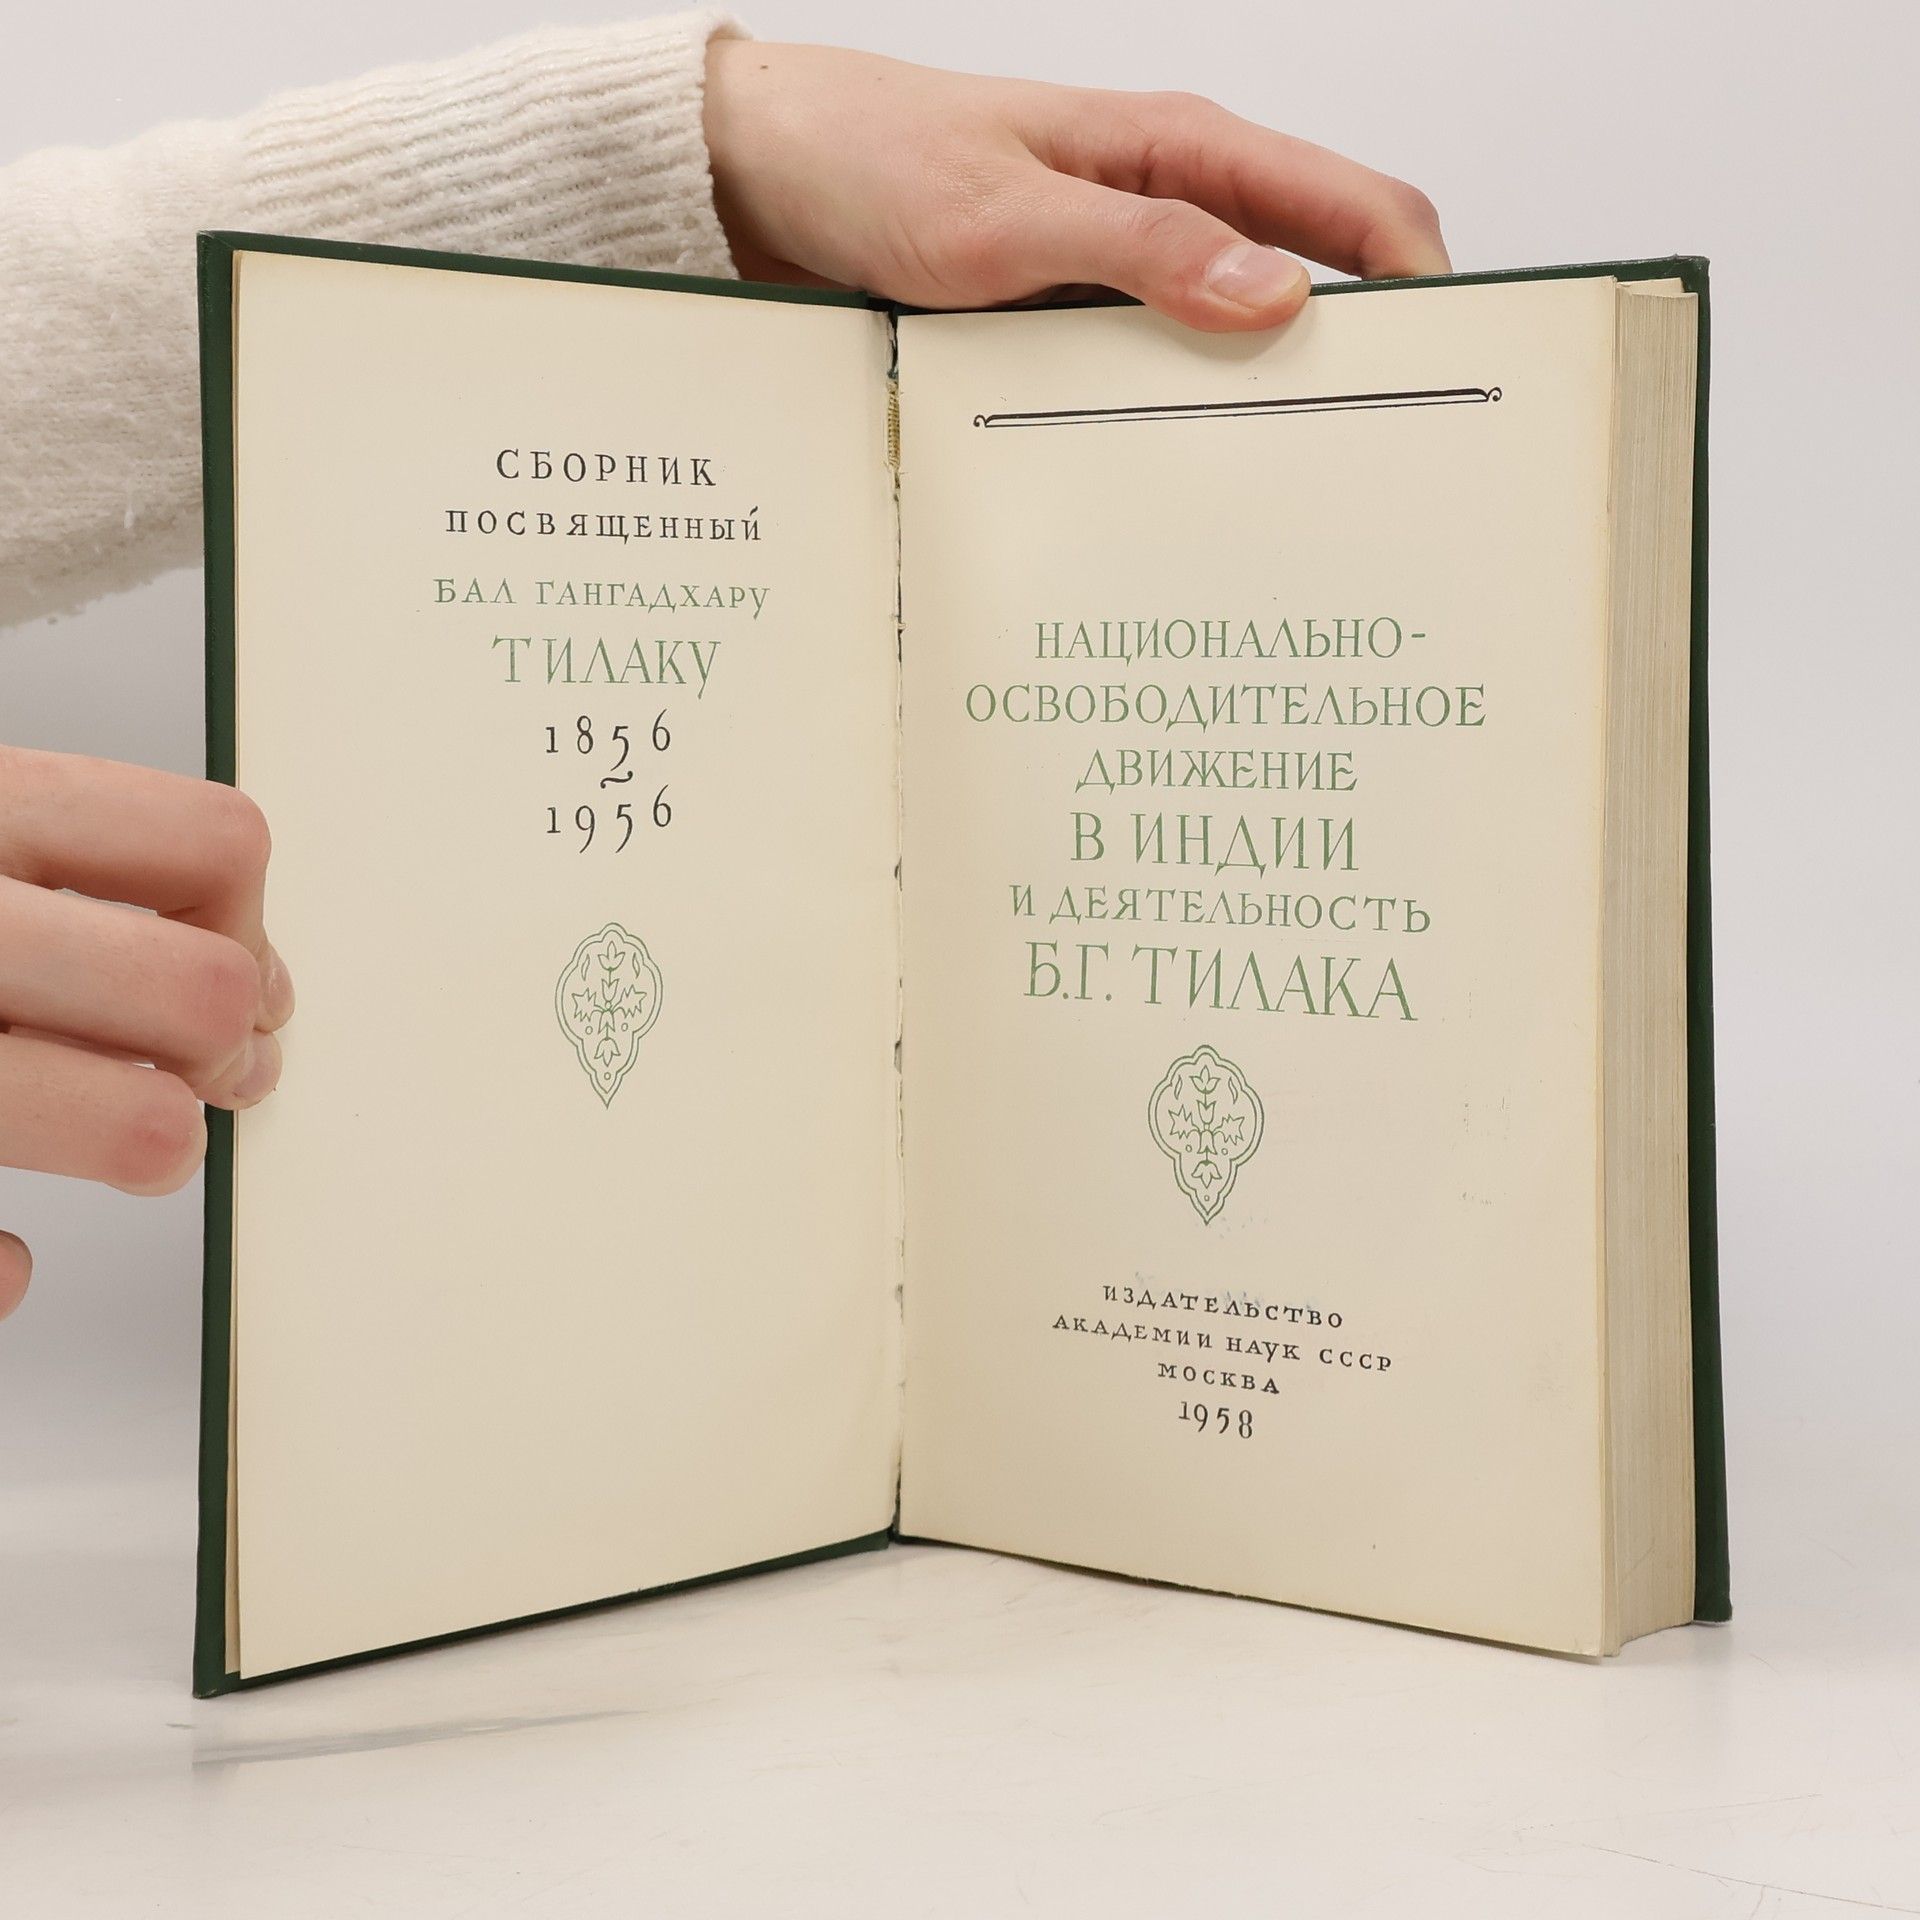 СБОРНИК
ПОСВЯЩЕННЫЙ
БАЛ ГАНГАДХАРУ
ТИЛАКУ
1856
~
1956
НАЦИОНАЛЬНО-
ОСВОБОДИТЕЛЬНОЕ
ДВИЖЕНИЕ
В ИНДИИ
И ДЕЯТЕЛЬНОСТЬ
Б.Г. ТИЛАКА
ИЗДАТЕЛЬСТВО
АКАДЕМИИ НАУК СССР
МОСКВА
1958